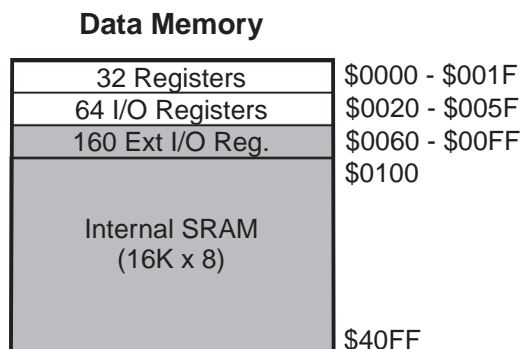 Data Memory
32 Registers $0000 - $001F
64 I/O Registers $0020 - $005F
160 Ext I/O Reg. $0060 - $00FF
$0100
Internal SRAM
(16K x 8)
$40FF